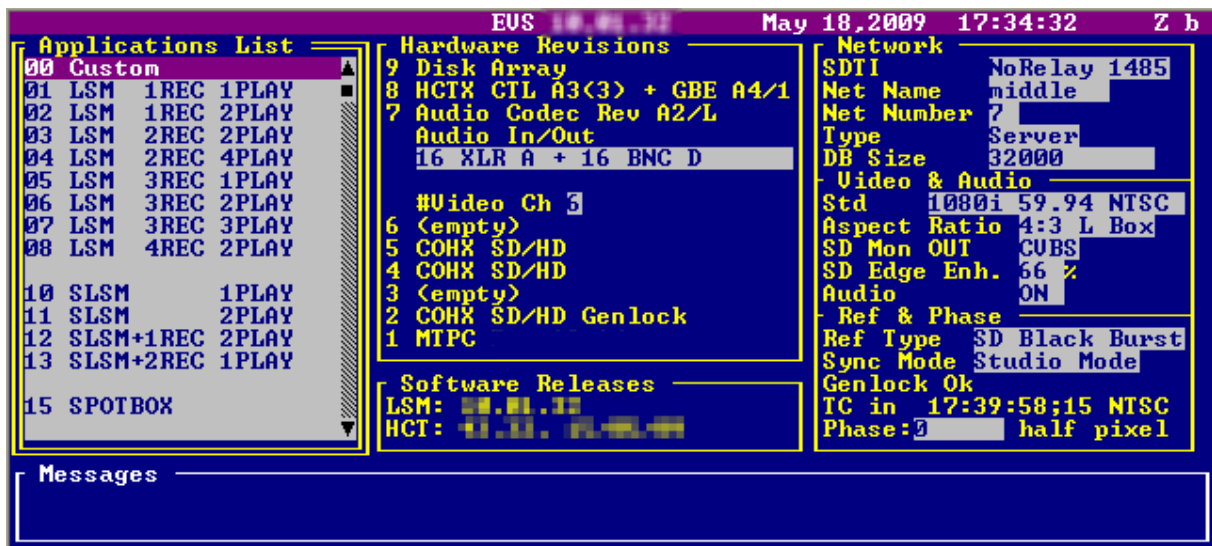 EVS May 18,2009 17:34:32 Z b
Applications List
00 Custom
01 LSM 1REC 1PLAY
02 LSM 1REC 2PLAY
03 LSM 2REC 2PLAY
04 LSM 2REC 4PLAY
05 LSM 3REC 1PLAY
06 LSM 3REC 2PLAY
07 LSM 3REC 3PLAY
08 LSM 4REC 2PLAY
10 SLSM 1PLAY
11 SLSM 2PLAY
12 SLSM+1REC 2PLAY
13 SLSM+2REC 1PLAY
15 SPOTBOX
Hardware Revisions
9 Disk Array
8 HCTX CTL A3(3) + GBE A4/1
7 Audio Codec Rev A2/L
Audio In/Out
16 XLR A + 16 BNC D
#Video Ch 6
6 (empty)
5 COHX SD/HD
4 COHX SD/HD
3 (empty)
2 COHX SD/HD Genlock
1 MTPC
Software Releases
LSM:
HCT:
Network
SDTI NoRelay 1485
Net Name middle
Net Number 7
Type Server
DB Size 32000
Video & Audio
Std 1080i 59.94 NTSC
Aspect Ratio 4:3 L Box
SD Mon OUT CVBS
SD Edge Enh. 66 %
Audio ON
Ref & Phase
Ref Type SD Black Burst
Sync Mode Studio Mode
Genlock Ok
TC in 17:39:58;15 NTSC
Phase:0 half pixel
Messages